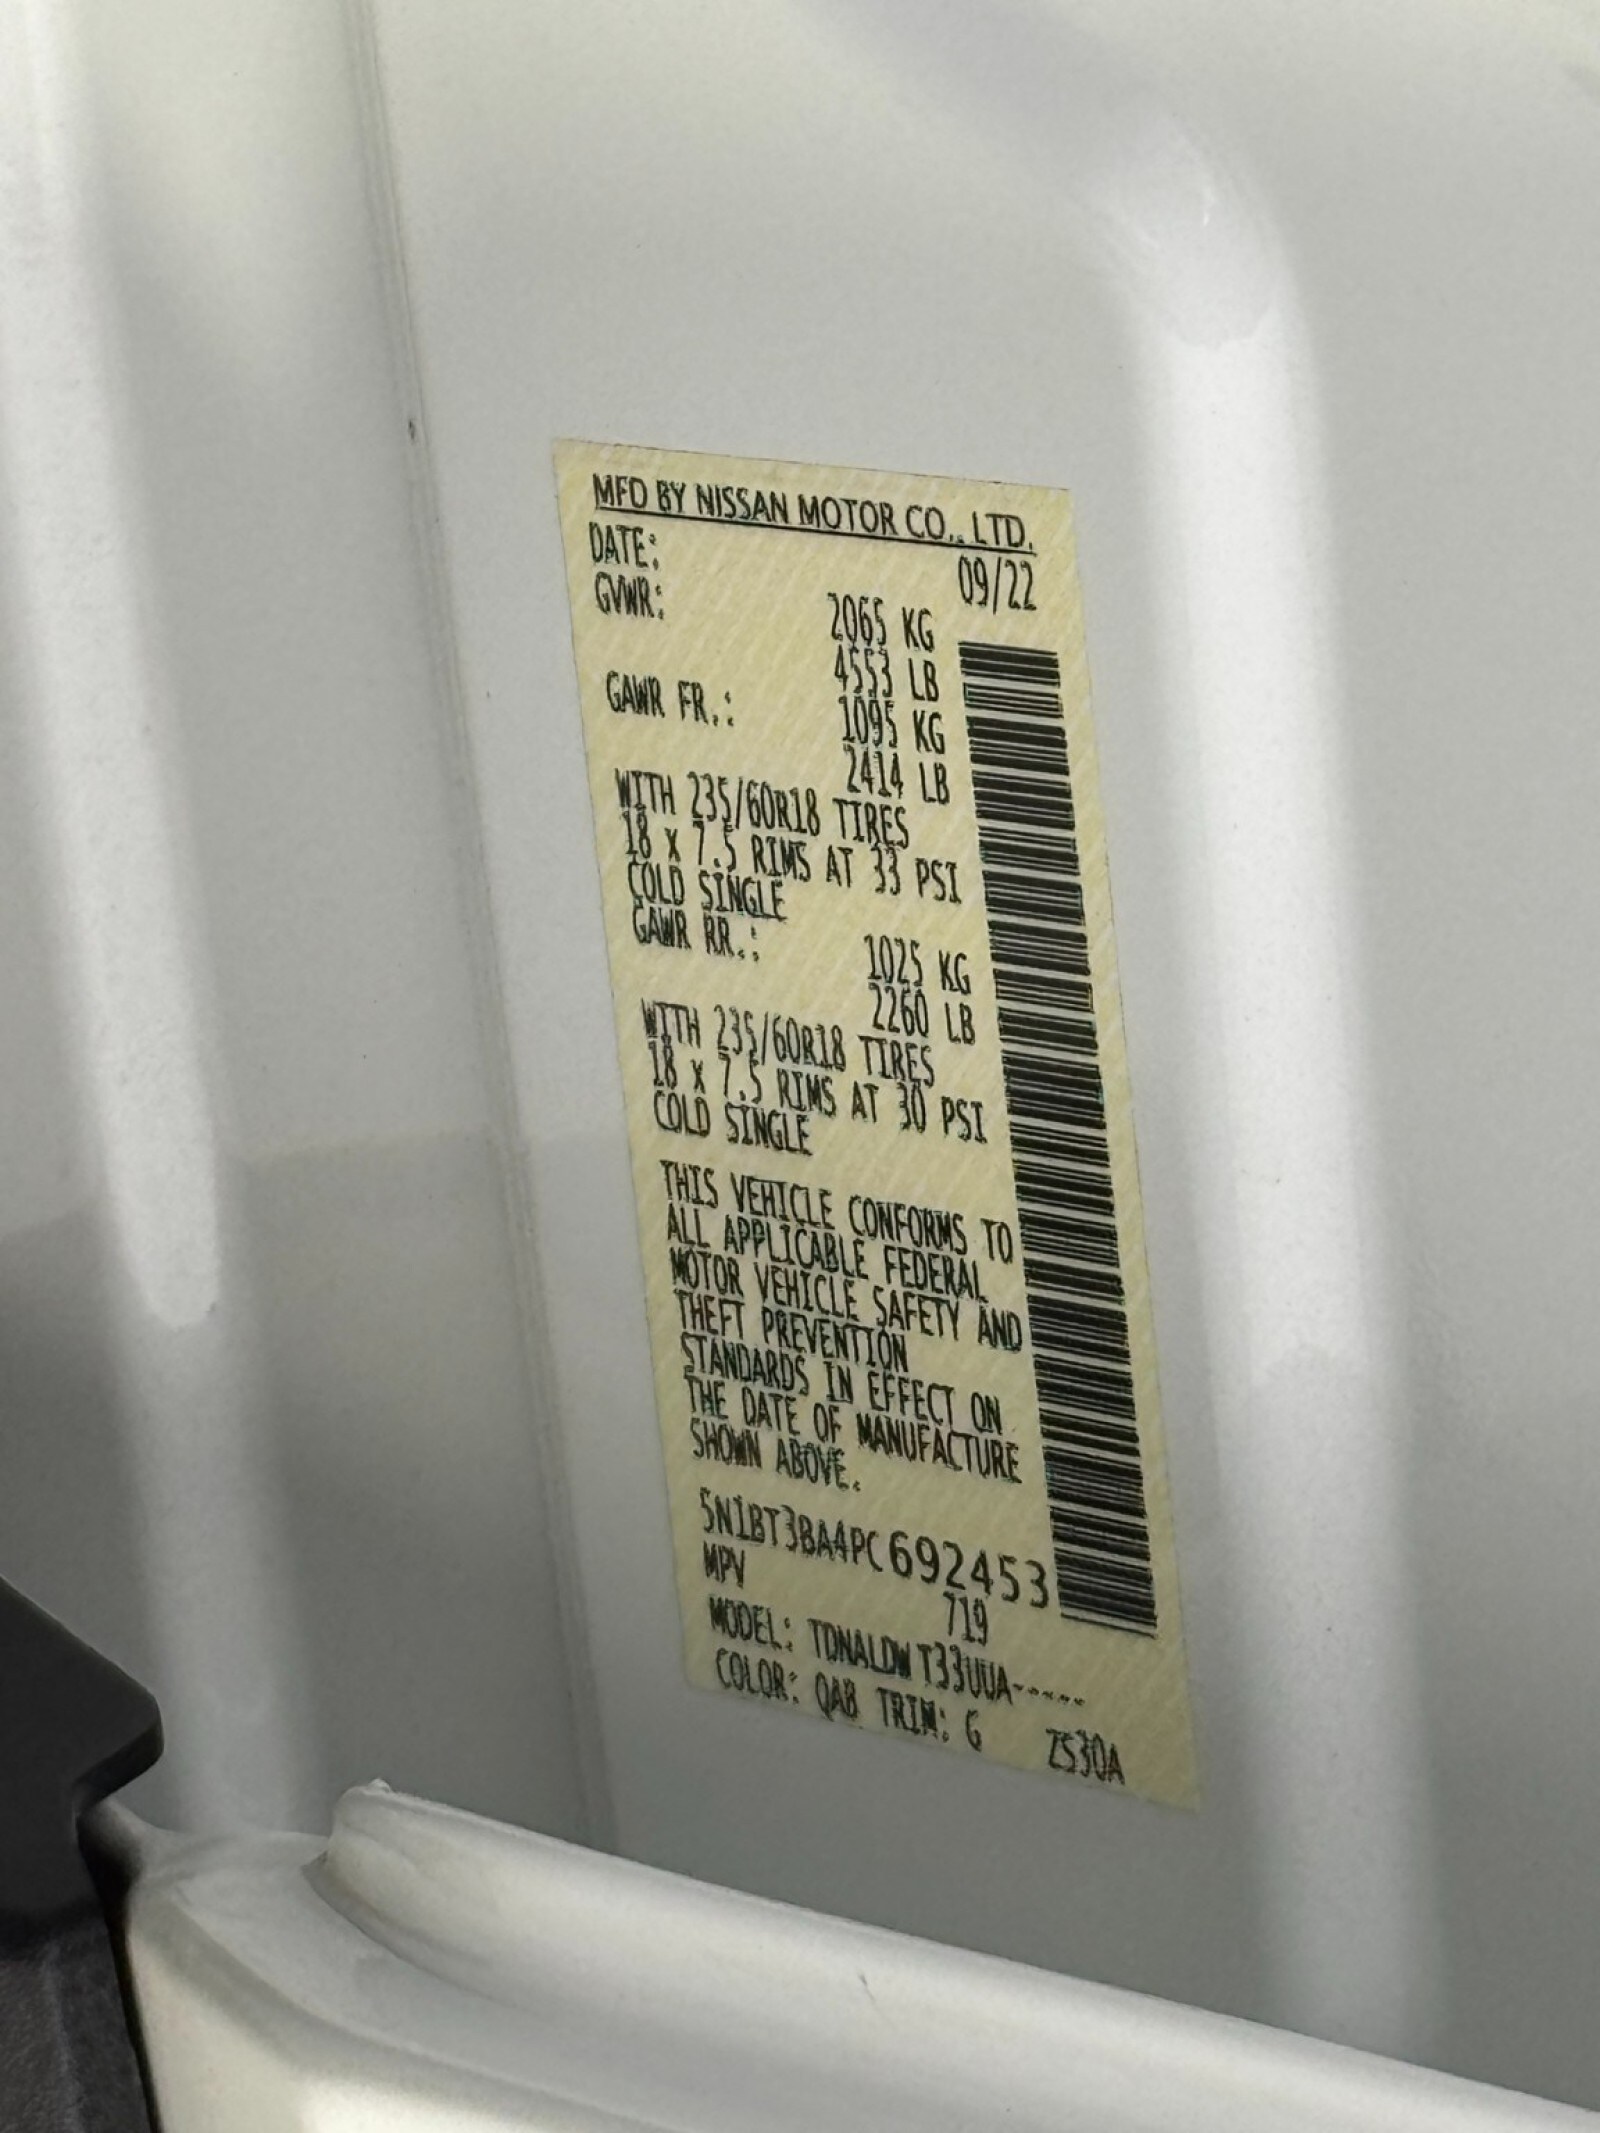 MFD BY NISSAN MOTOR CO., LTD.
DATE: 09/22
GVWR: 2065 KG
4553 LB
GAWR FR.: 1095 KG
2414 LB
WITH 235/60R18 TIRES
18 x 7.5 RIMS AT 33 PSI
COLD SINGLE
GAWR RR.: 1025 KG
2260 LB
WITH 235/60R18 TIRES
18 x 7.5 RIMS AT 30 PSI
COLD SINGLE
THIS VEHICLE CONFORMS TO
ALL APPLICABLE FEDERAL
MOTOR VEHICLE SAFETY AND
THEFT PREVENTION
STANDARDS IN EFFECT ON
THE DATE OF MANUFACTURE
SHOWN ABOVE.
5N1BT3BA4PC692453
MPV 719
MODEL: TDNALDW T33UUA-----
COLOR: QAB TRIM: G ZS30A